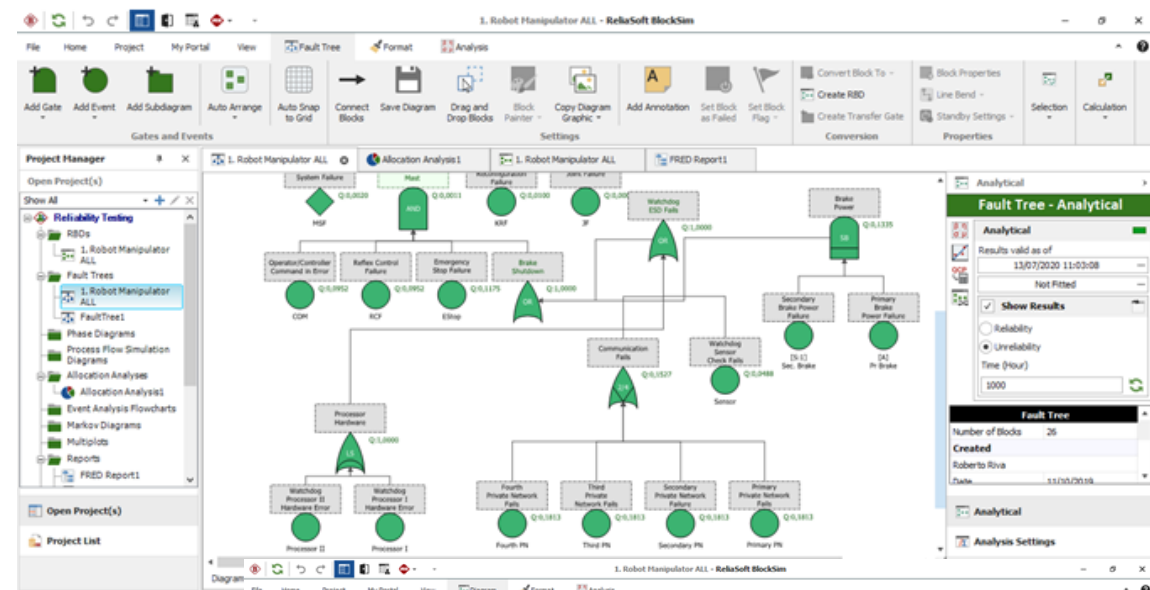 1. Robot Manipulator ALL - ReliaSoft BlockSim
File Home Project My Portal View Fault Tree Format Analysis
Add Gate Add Event Add Subdiagram
Gates and Events
Auto Arrange
Auto Snap
to Grid
Connect
Blocks
Save Diagram
Drag and
Drop Blocks
Block
Painter
Copy Diagram
Graphic
Add Annotation
Set Block
as Failed
Set Block
Flag
Settings
Convert Block To
Create RBD
Create Transfer Gate
Conversion
Block Properties
Line Bend
Standby Settings
Properties
Selection
Calculation
Project Manager
Open Project(s)
Show All
Reliability Testing
RBDs
1. Robot Manipulator
ALL
Fault Trees
1. Robot Manipulator
ALL
FaultTree1
Phase Diagrams
Process Flow Simulation
Diagrams
Allocation Analyses
Allocation Analysis1
Event Analysis Flowcharts
Markov Diagrams
Multiplots
Reports
FRED Report1
Open Project(s)
Project List
1. Robot Manipulator ALL
Allocation Analysis1
1. Robot Manipulator ALL
FRED Report1
System Failure
Q:0,0020
MSF
Mast
Q:0,0011
AND
Failure
Q:0,0100
KRF
Joint Failure
JF
Watchdog
ESD Fails
Q:1,0000
OR
Brake
Power
Q:0,1335
SB
Operator/Controller
Command in Error
Q:0,0952
COM
Reflex Control
Failure
Q:0,0952
RCF
Emergency
Stop Failure
Q:0,1175
EStop
Brake
Shutdown
Q:1,0000
OR
Secondary
Brake Power
Failure
[S 1]
Sec. Brake
Primary
Brake
Power Failure
[A]
Pr Brake
Communication
Fails
Q:0,1527
2/4
Watchdog
Sensor
Check Fails
Q:0,0488
Sensor
Processor
Hardware
Q:1,0000
LS
Watchdog
Processor II
Hardware Error
Processor II
Watchdog
Processor I
Hardware Error
Processor I
Fourth
Private Network
Fails
Q:0,1813
Fourth PN
Third
Private
Network Fails
Q:0,1813
Third PN
Secondary
Private Network
Failure
Q:0,1813
Secondary PN
Primary
Private Network
Fails
Q:0,1813
Primary PN
Analytical
Fault Tree - Analytical
Analytical
Results valid as of
13/07/2020 11:03:08
Not Fitted
Show Results
Reliability
Unreliability
Time (Hour)
1000
QCP
Fault Tree
Number of Blocks 26
Created
Roberto Riva
Date 11/10/2019
Analytical
Analysis Settings
Diagram
1. Robot Manipulator ALL - ReliaSoft BlockSim
File Home Project My Portal View Diagram Format Analysis